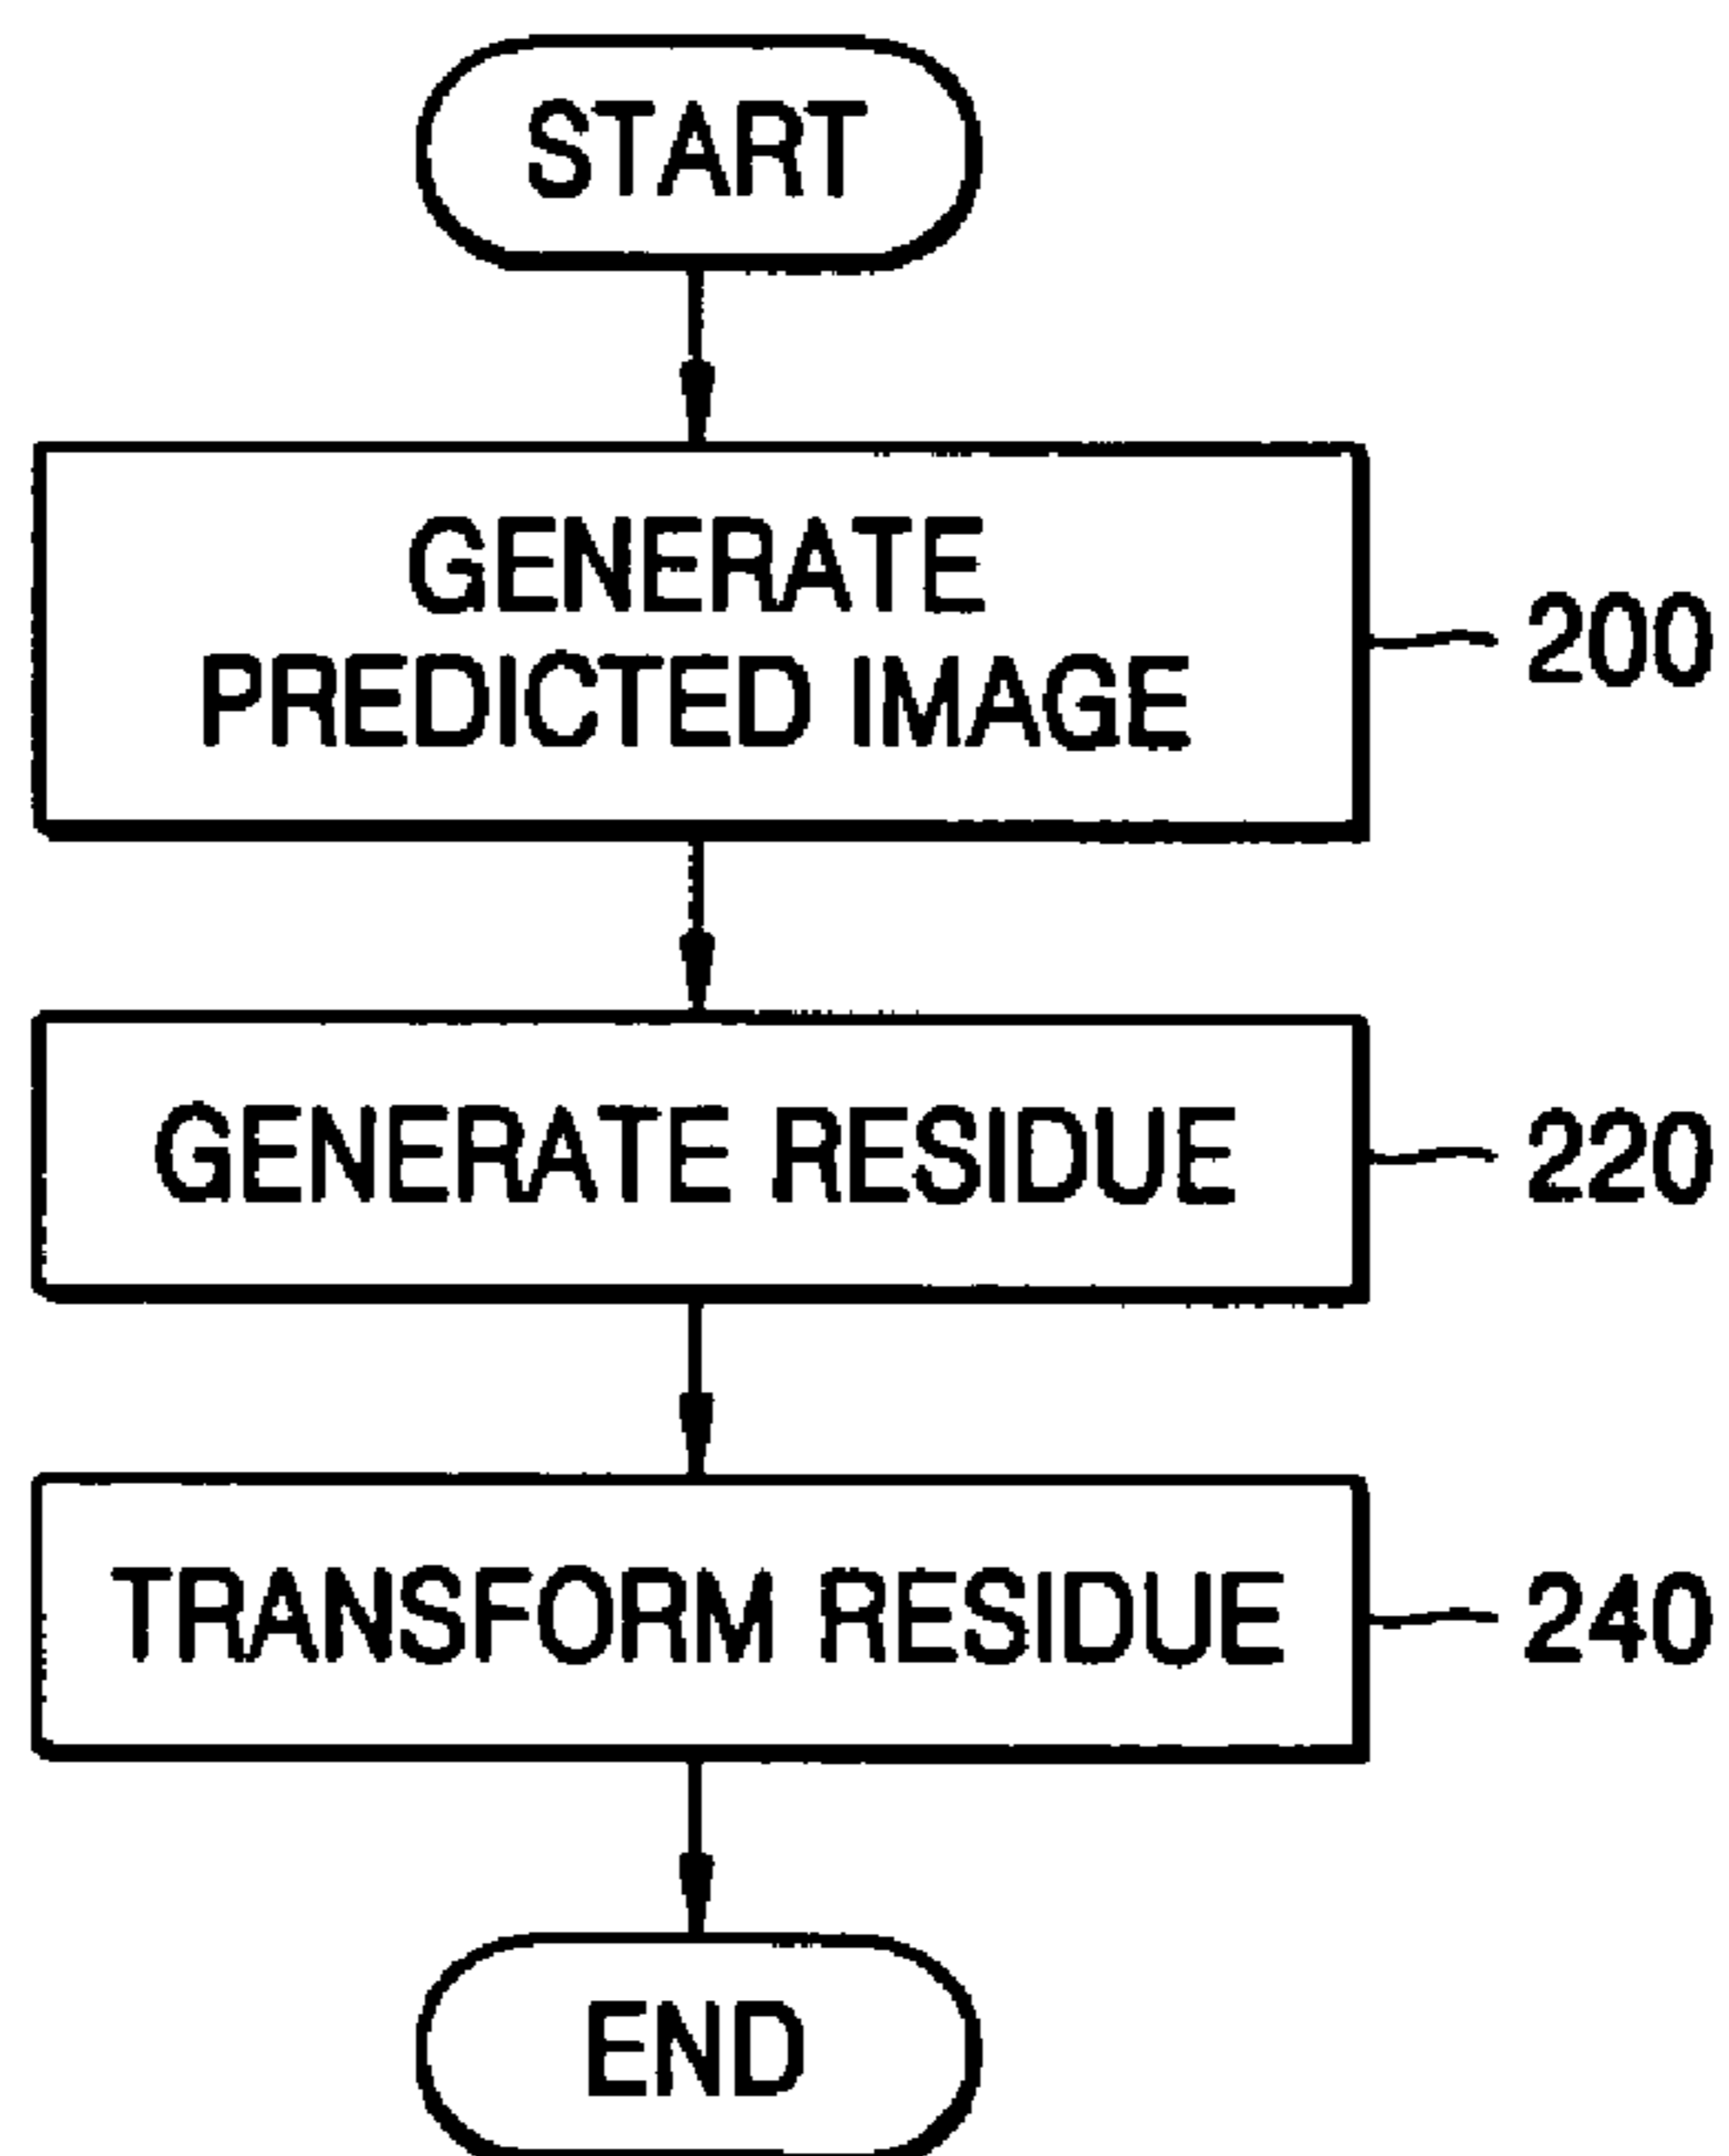 START
GENERATE
PREDICTED IMAGE
200
GENERATE RESIDUE
220
TRANSFORM RESIDUE
240
END